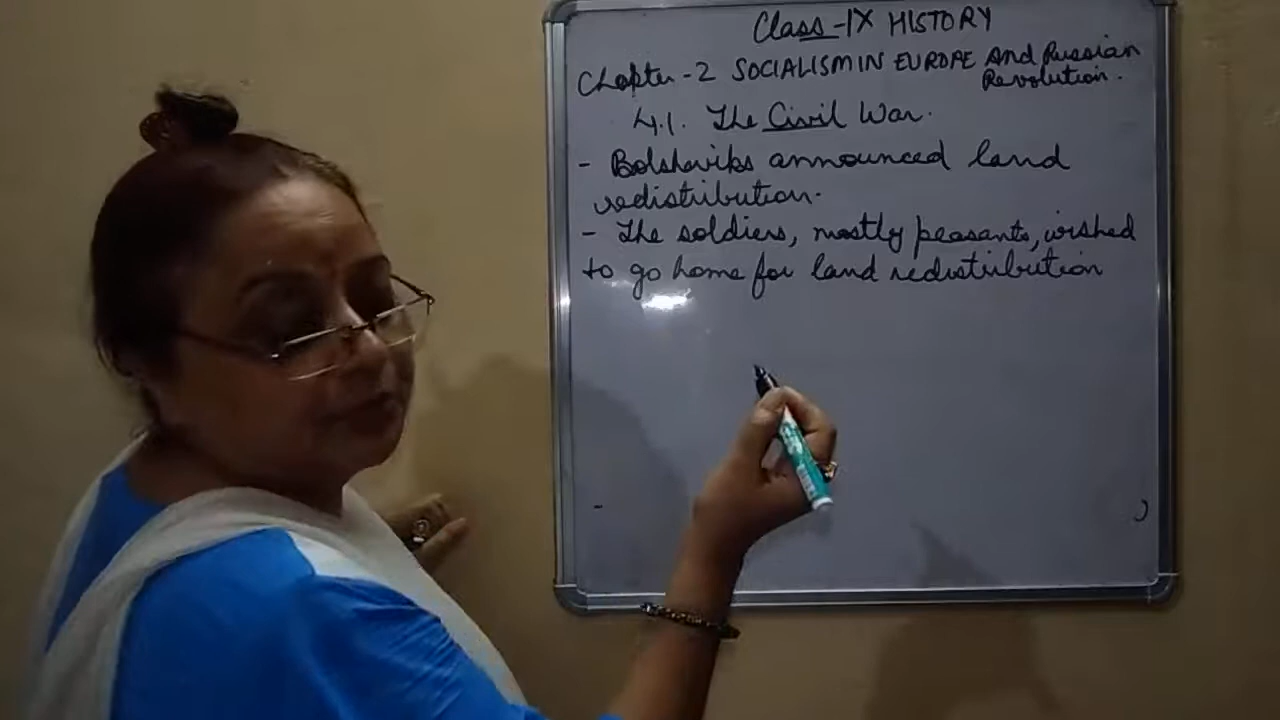 Class-IX HISTORY
Chapter-2 SOCIALISM IN EUROPE And Russian
Revolution.
4.1. The Civil War.
- Bolsheviks announced land
redistribution.
- The soldiers, mostly peasants, wished
to go home for land redistribution